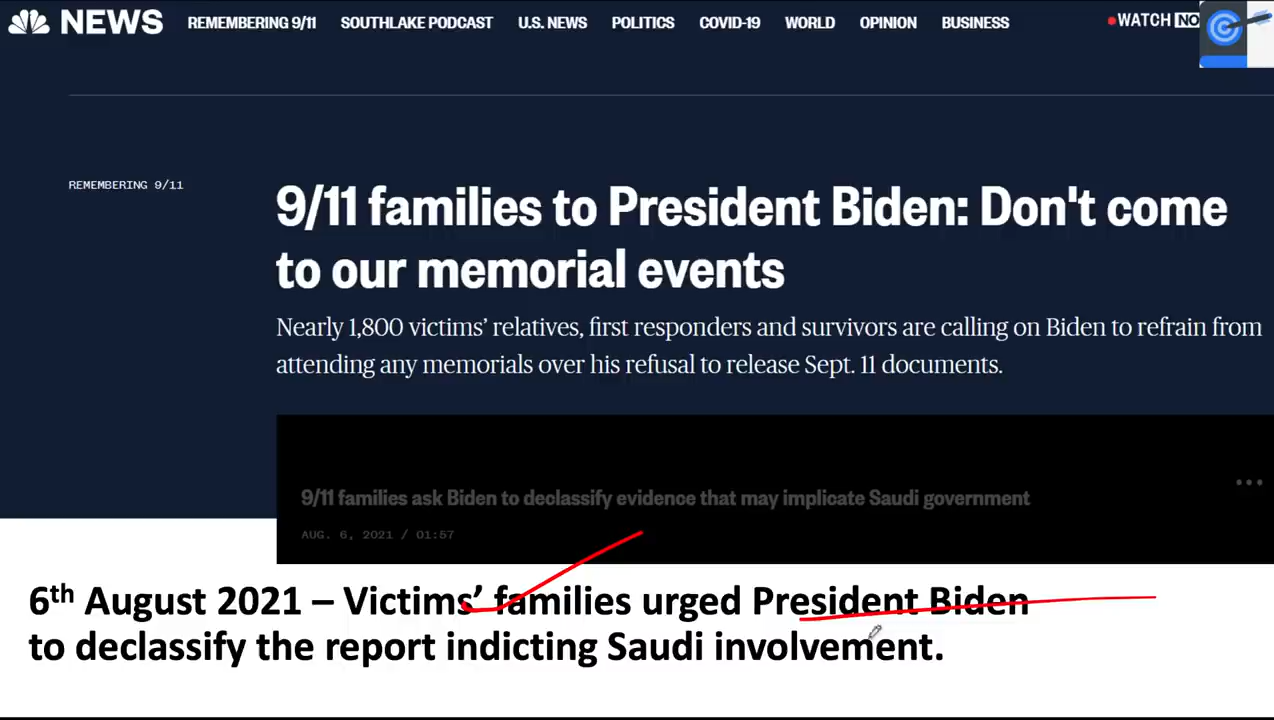 NEWS REMEMBERING 9/11 SOUTHLAKE PODCAST U.S. NEWS POLITICS COVID-19 WORLD OPINION BUSINESS WATCH NO
REMEMBERING 9/11
9/11 families to President Biden: Don't come
to our memorial events
Nearly 1,800 victims’ relatives, first responders and survivors are calling on Biden to refrain from
attending any memorials over his refusal to release Sept. 11 documents.
9/11 families ask Biden to declassify evidence that may implicate Saudi government
AUG. 6, 2021 / 01:57
6th August 2021 – Victims’ families urged President Biden
to declassify the report indicting Saudi involvement.